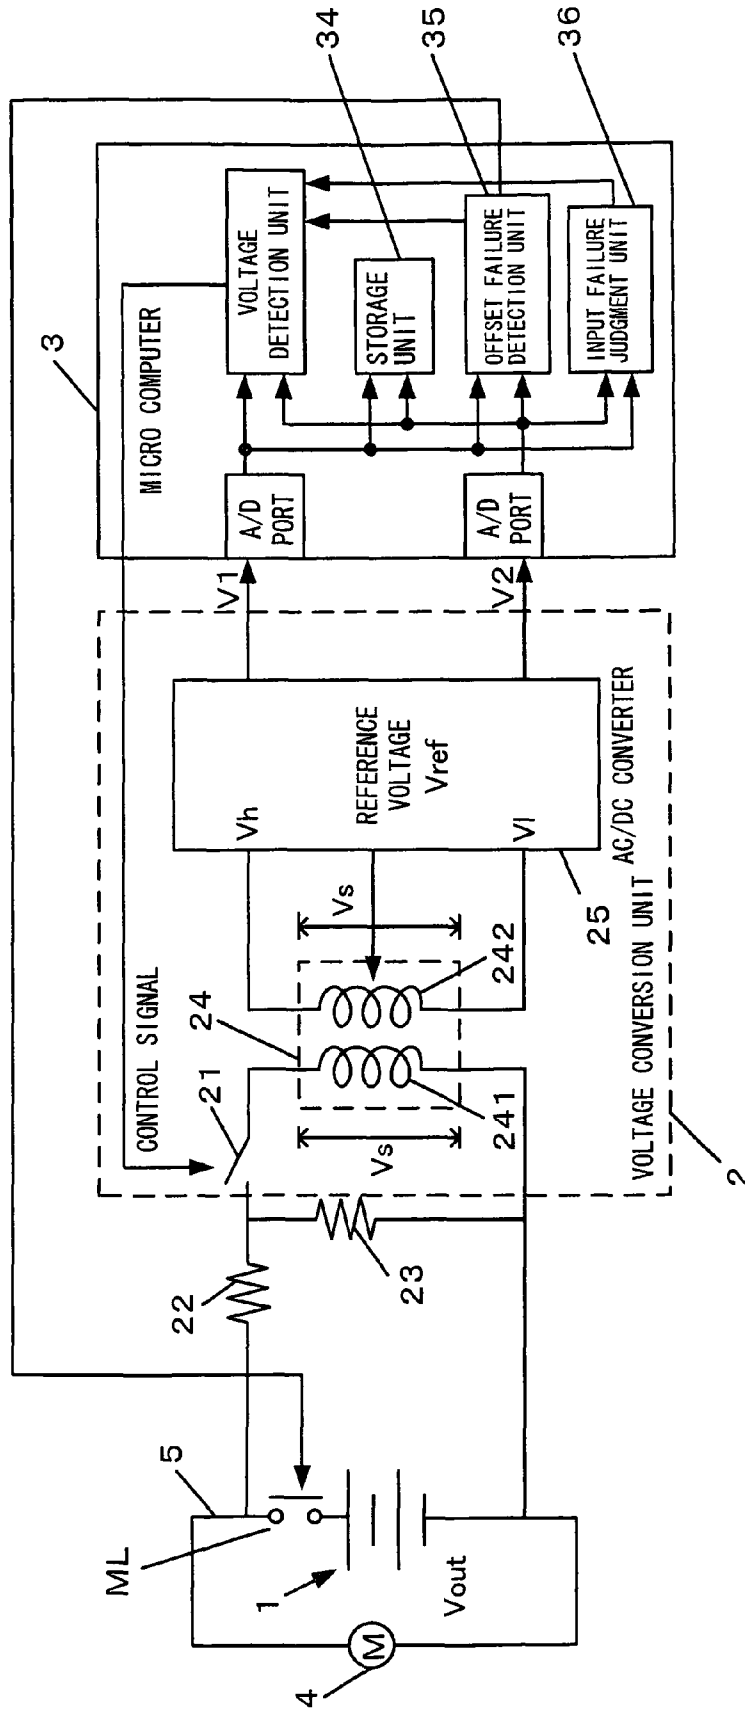 34
35
36
3
MICRO COMPUTER
VOLTAGE
DETECTION UNIT
STORAGE
UNIT
OFFSET FAILURE
DETECTION UNIT
INPUT FAILURE
JUDGMENT UNIT
A/D
PORT
A/D
PORT
V1
V2
CONTROL SIGNAL
Vh
REFERENCE
VOLTAGE
Vref
Vl
AC/DC CONVERTER
25
VOLTAGE CONVERSION UNIT
2
Vs
24
242
241
Vs
21
22
23
5
ML
1
Vout
M
4